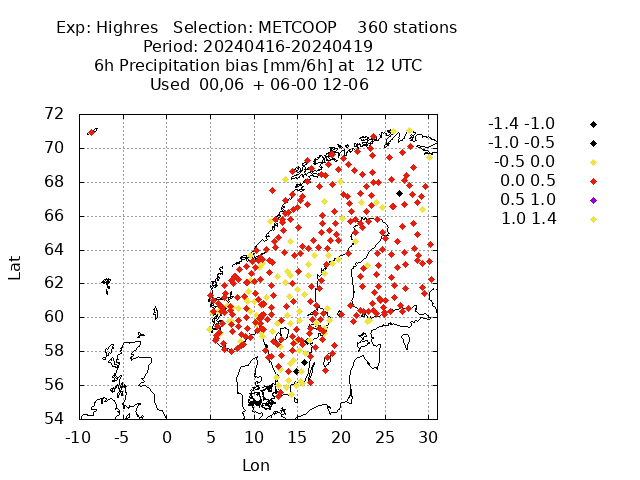 Exp: Highres   Selection: METCOOP    360 stations
Period: 20240416-20240419
6h Precipitation bias [mm/6h] at  12 UTC
Used  00,06  + 06-00 12-06
72
70
68
66
64
62
60
58
56
54
-10 -5 0 5 10 15 20 25 30
Lat
Lon
-1.4 -1.0
-1.0 -0.5
-0.5 0.0
0.0 0.5
0.5 1.0
1.0 1.4